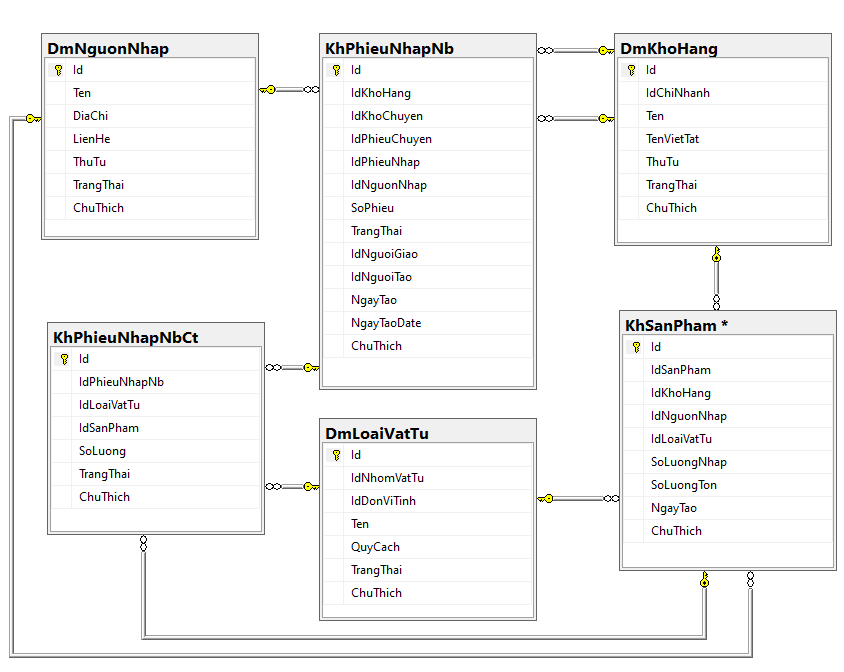 DmNguonNhap
Id
Ten
DiaChi
LienHe
ThuTu
TrangThai
ChuThich
KhPhieuNhapNb
Id
IdKhoHang
IdKhoChuyen
IdPhieuChuyen
IdPhieuNhap
IdNguonNhap
SoPhieu
TrangThai
IdNguoiGiao
IdNguoiTao
NgayTao
NgayTaoDate
ChuThich
DmKhoHang
Id
IdChiNhanh
Ten
TenVietTat
ThuTu
TrangThai
ChuThich
KhPhieuNhapNbCt
Id
IdPhieuNhapNb
IdLoaiVatTu
IdSanPham
SoLuong
TrangThai
ChuThich
DmLoaiVatTu
Id
IdNhomVatTu
IdDonViTinh
Ten
QuyCach
TrangThai
ChuThich
KhSanPham *
Id
IdSanPham
IdKhoHang
IdNguonNhap
IdLoaiVatTu
SoLuongNhap
SoLuongTon
NgayTao
ChuThich